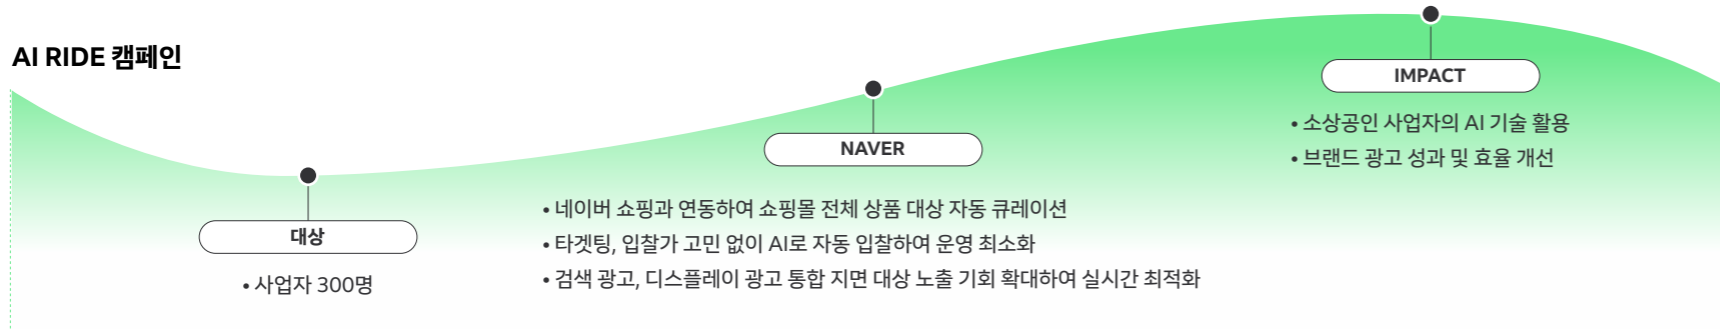 AI RIDE 캠페인
대상
• 사업자 300명
NAVER
• 네이버 쇼핑과 연동하여 쇼핑몰 전체 상품 대상 자동 큐레이션
• 타겟팅, 입찰가 고민 없이 AI로 자동 입찰하여 운영 최소화
• 검색 광고, 디스플레이 광고 통합 지면 대상 노출 기회 확대하여 실시간 최적화
IMPACT
• 소상공인 사업자의 AI 기술 활용
• 브랜드 광고 성과 및 효율 개선